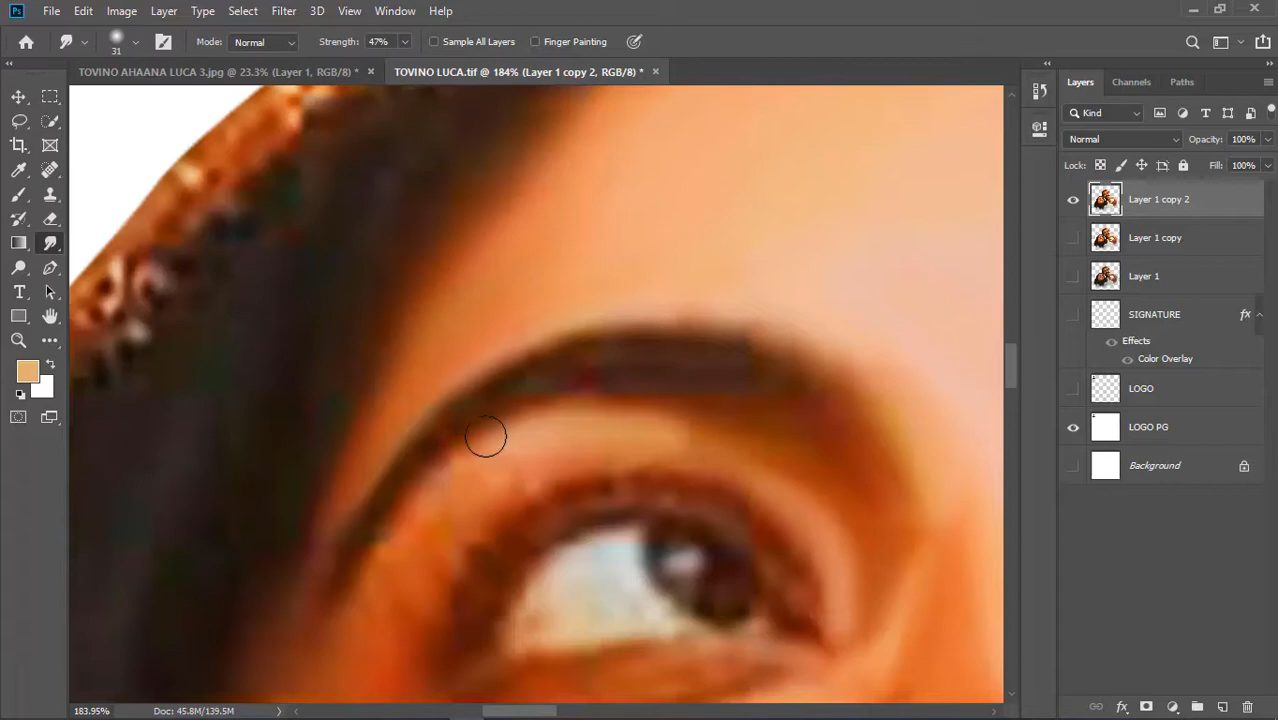 Ps File Edit Image Layer Type Select Filter 3D View Window Help
31 Mode: Normal Strength: 47% Sample All Layers Finger Painting
TOVINO AHAANA LUCA 3.jpg @ 23.3% (Layer 1, RGB/8) * TOVINO LUCA.tif @ 184% (Layer 1 copy 2, RGB/8) *
Layers Channels Paths
Kind
Normal Opacity: 100%
Lock: Fill: 100%
Layer 1 copy 2
Layer 1 copy
Layer 1
SIGNATURE fx
Effects
Color Overlay
LOGO
LOGO PG
Background
183.95% Doc: 45.8M/139.5M
fx